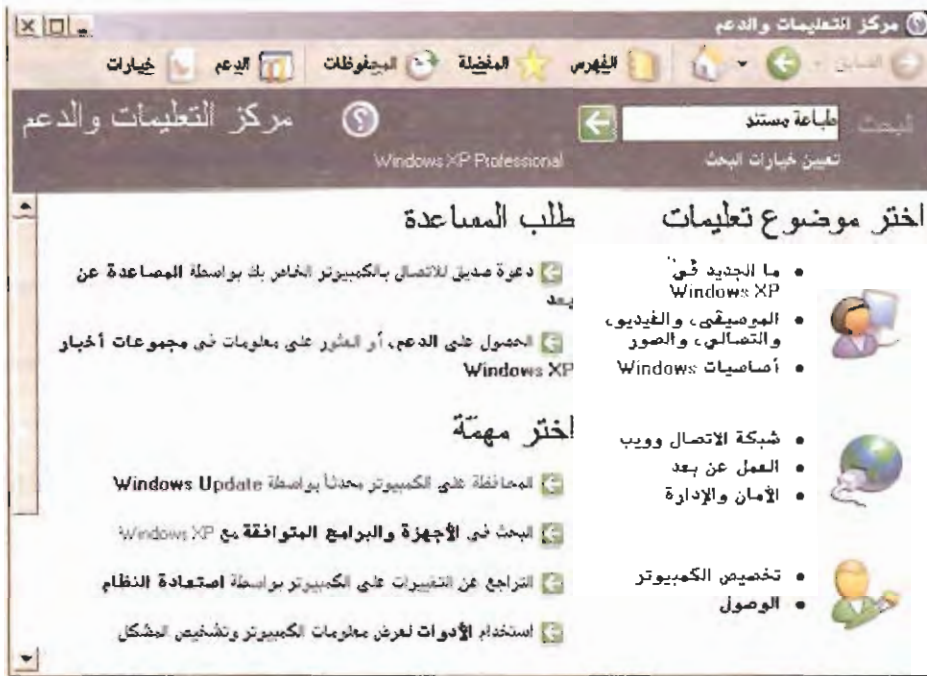 مركز التعليمات والدعم
السابق
الفهرس
المفضلة
المحفوظات
الدعم
خيارات
البحث
طباعة مستند
تعيين خيارات البحث
مركز التعليمات والدعم
Windows XP Professional
اختر موضوع تعليمات
ما الجديد في
Windows XP
الموسيقى، والفيديو،
والتصالي، والصور
أساسيات Windows
شبكة الاتصال وويب
العمل عن بعد
الأمان والإدارة
تخصيص الكمبيوتر
الوصول
طلب المساعدة
دعوة صديق للاتصال بالكمبيوتر الخاص بك بواسطة المساعدة عن
بعد
الحصول على الدعم، أو العثور على معلومات في مجموعات أخبار
Windows XP
اختر مهمّة
المحافظة على الكمبيوتر محدثاً بواسطة Windows Update
البحث في الأجهزة والبرامج المتوافقة مع Windows XP
التراجع عن التغييرات على الكمبيوتر بواسطة استعادة النظام
استخدام الأدوات لعرض معلومات الكمبيوتر وتشخيص المشكل